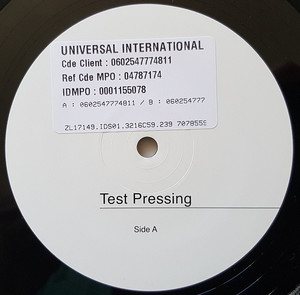 UNIVERSAL INTERNATIONAL
Cde Client : 0602547774811
Ref Cde MPO : 04787174
IDMPO : 0001155078
A : 0602547774811 / B : 060254777
ZL17149.IDS01.3216C59.239 7078559
Test Pressing
Side A